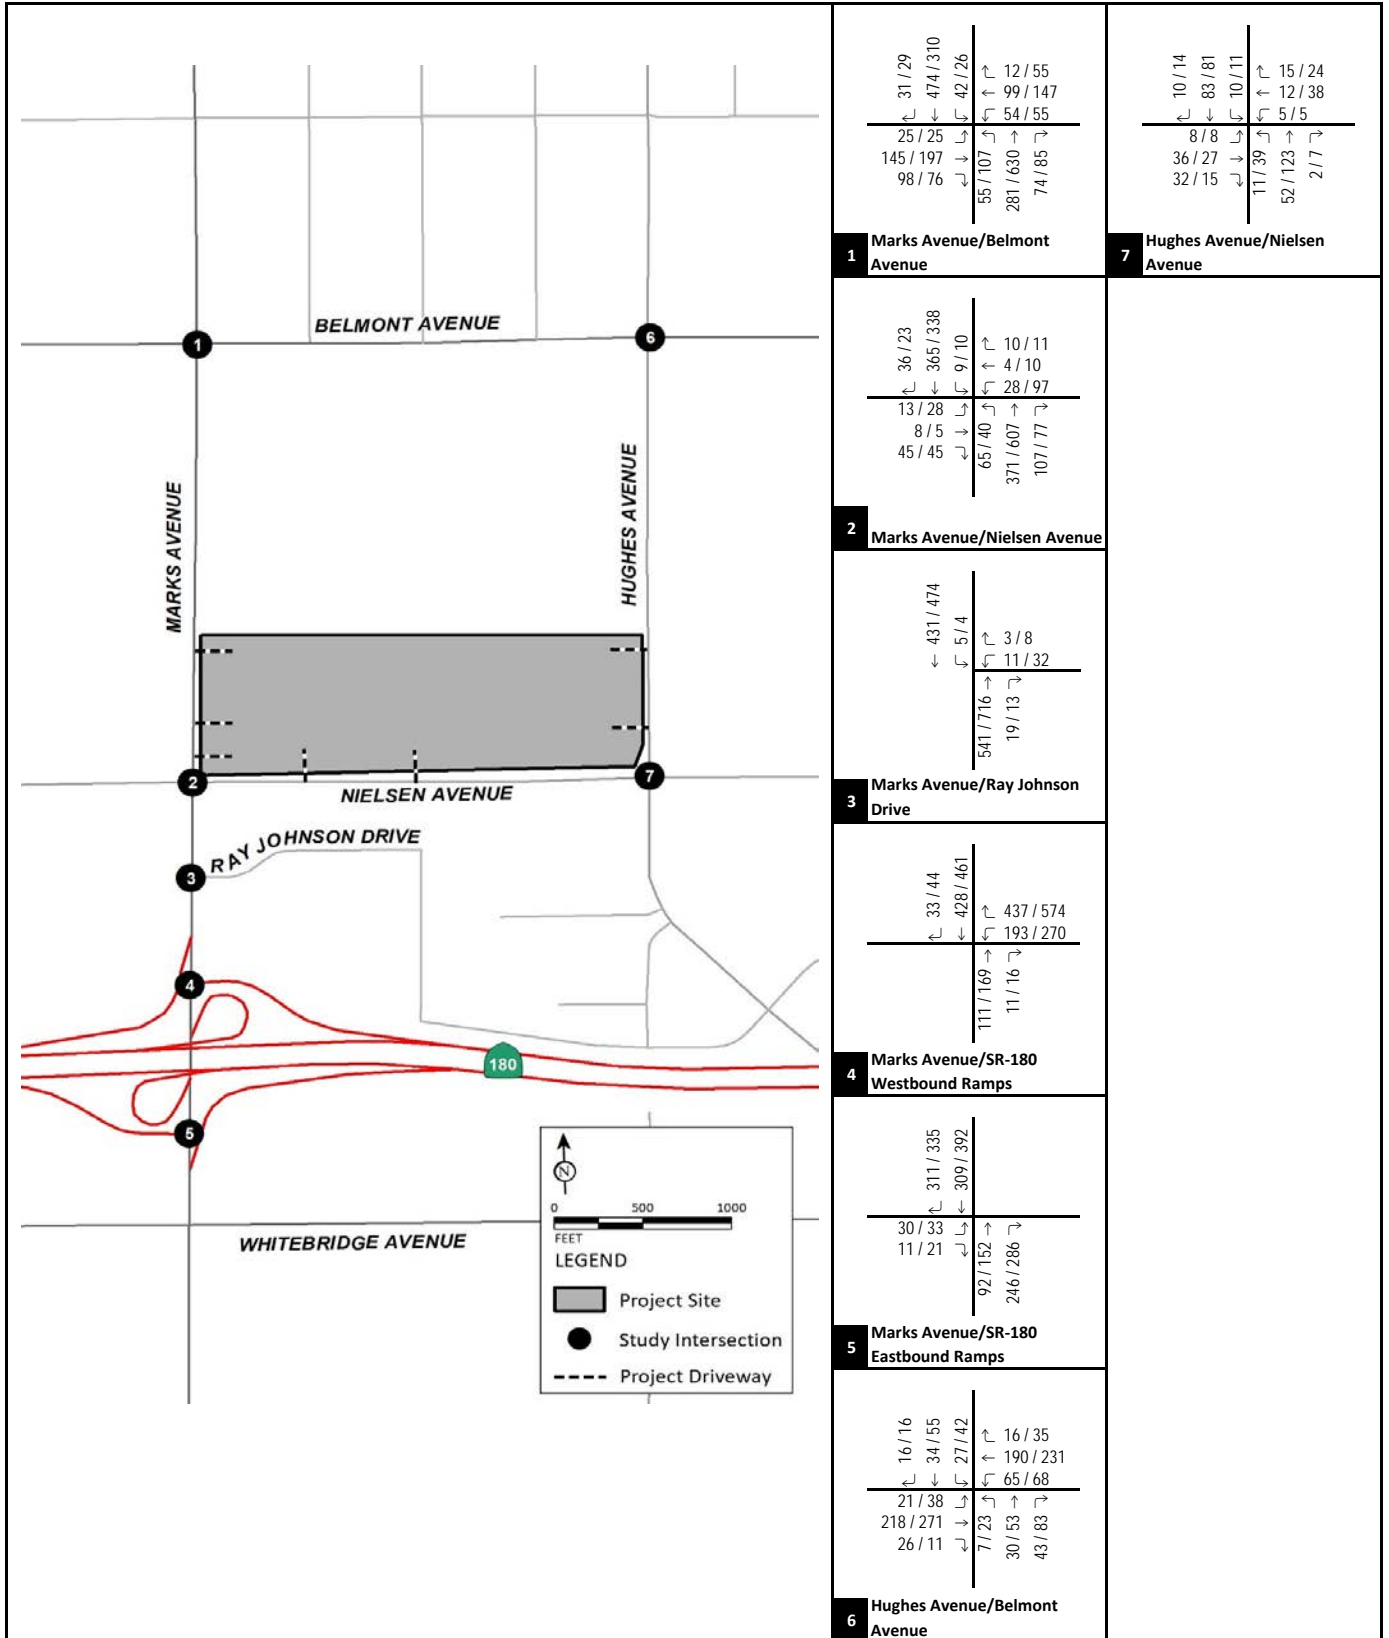 BELMONT AVENUE
1
6
MARKS AVENUE
HUGHES AVENUE
2
7
NIELSEN AVENUE
RAY JOHNSON DRIVE
3
4
180
5
WHITEBRIDGE AVENUE
N
0 500 1000
FEET
LEGEND
Project Site
Study Intersection
Project Driveway
31 / 29
474 / 310
42 / 26
↑ 12 / 55
← 99 / 147
54 / 55
25 / 25
145 / 197 →
98 / 76
55 / 107
281 / 630
74 / 85
1 Marks Avenue/Belmont
Avenue
10 / 14
83 / 81
10 / 11
15 / 24
← 12 / 38
5 / 5
8 / 8
36 / 27 →
32 / 15
11 / 39
52 / 123
2 / 7
7 Hughes Avenue/Nielsen
Avenue
36 / 23
365 / 338
9 / 10
10 / 11
← 4 / 10
28 / 97
13 / 28
8 / 5 →
45 / 45
65 / 40
371 / 607
107 / 77
2 Marks Avenue/Nielsen Avenue
431 / 474
5 / 4
3 / 8
11 / 32
541 / 716
19 / 13
3 Marks Avenue/Ray Johnson
Drive
33 / 44
428 / 461
437 / 574
193 / 270
111 / 169
11 / 16
4 Marks Avenue/SR-180
Westbound Ramps
311 / 335
309 / 392
30 / 33
11 / 21
92 / 152
246 / 286
5 Marks Avenue/SR-180
Eastbound Ramps
16 / 16
34 / 55
27 / 42
16 / 35
← 190 / 231
65 / 68
21 / 38
218 / 271 →
26 / 11
7 / 23
30 / 53
43 / 83
6 Hughes Avenue/Belmont
Avenue